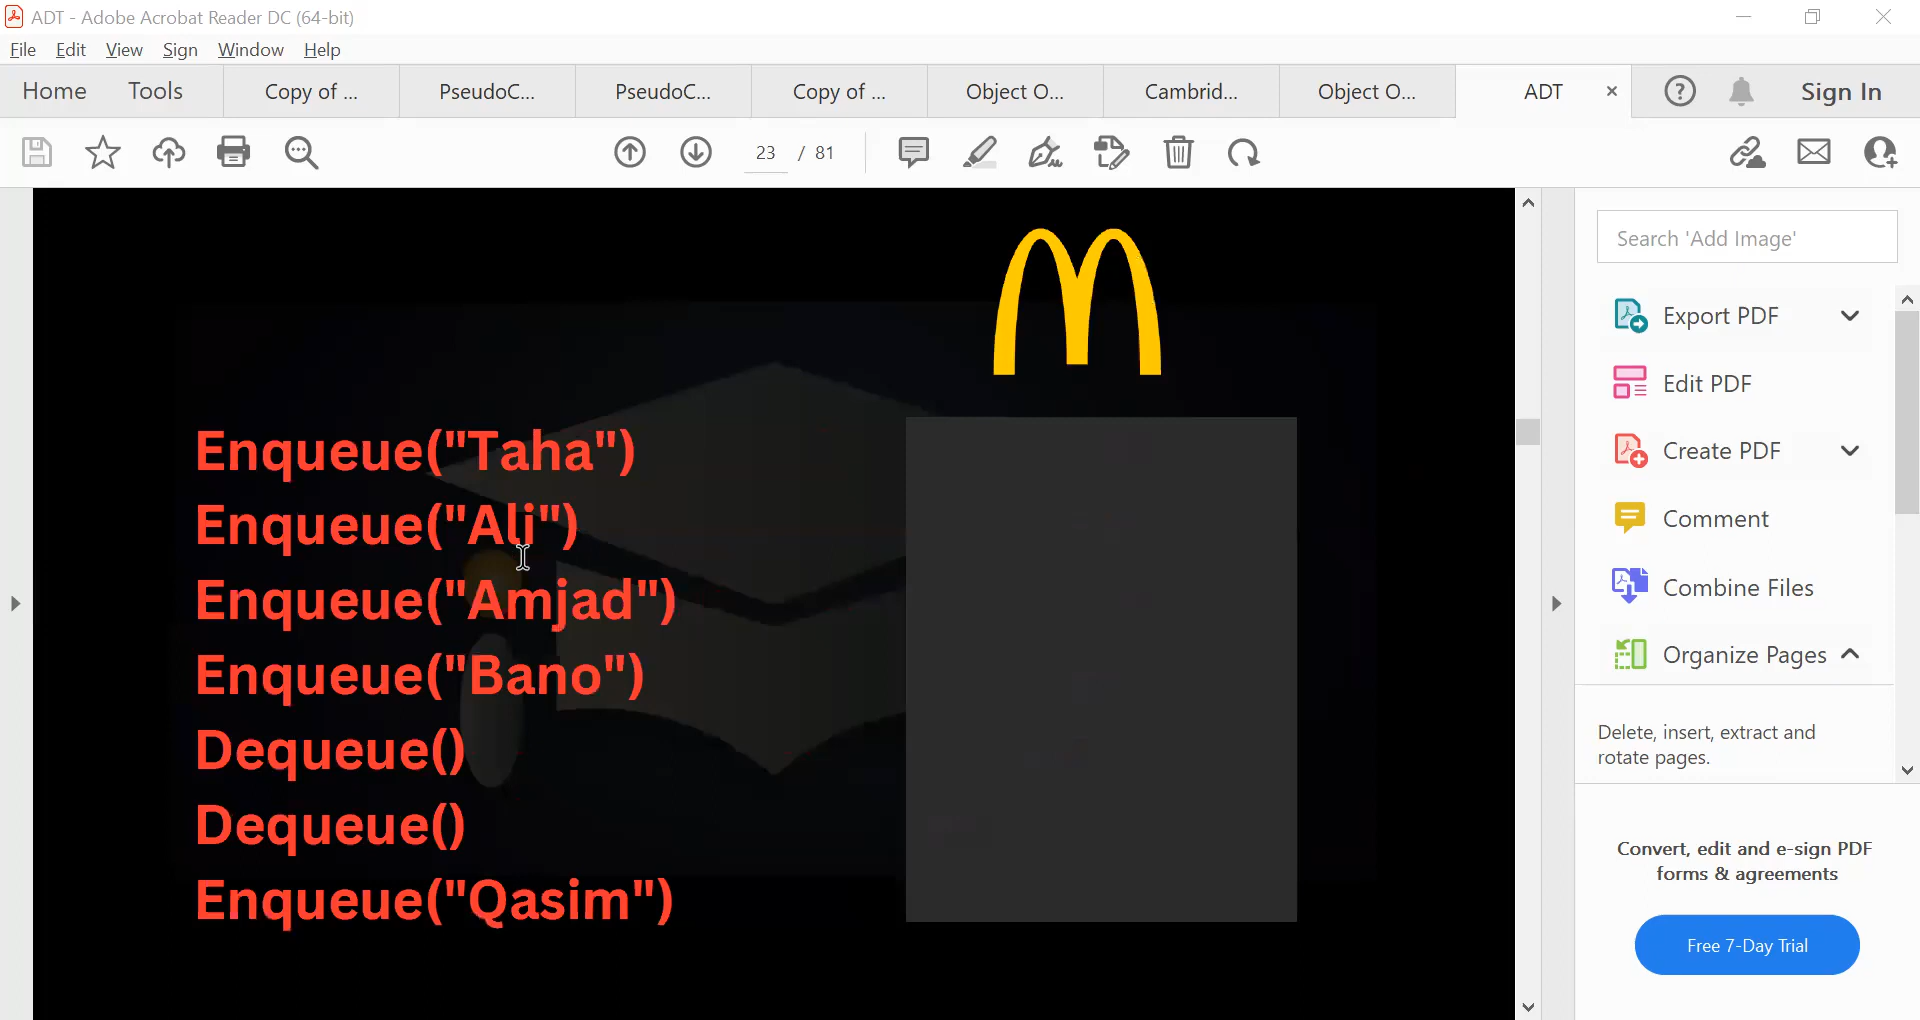 ADT - Adobe Acrobat Reader DC (64-bit)
File Edit View Sign Window Help
Home Tools Copy of ... PseudoC... PseudoC... Copy of ... Object O... Cambrid... Object O... ADT Sign In
23 / 81
Search 'Add Image'
Export PDF
Edit PDF
Create PDF
Comment
Combine Files
Organize Pages
Delete, insert, extract and
rotate pages.
Convert, edit and e-sign PDF
forms & agreements
Free 7-Day Trial
Enqueue("Taha")
Enqueue("Ali")
Enqueue("Amjad")
Enqueue("Bano")
Dequeue()
Dequeue()
Enqueue("Qasim")